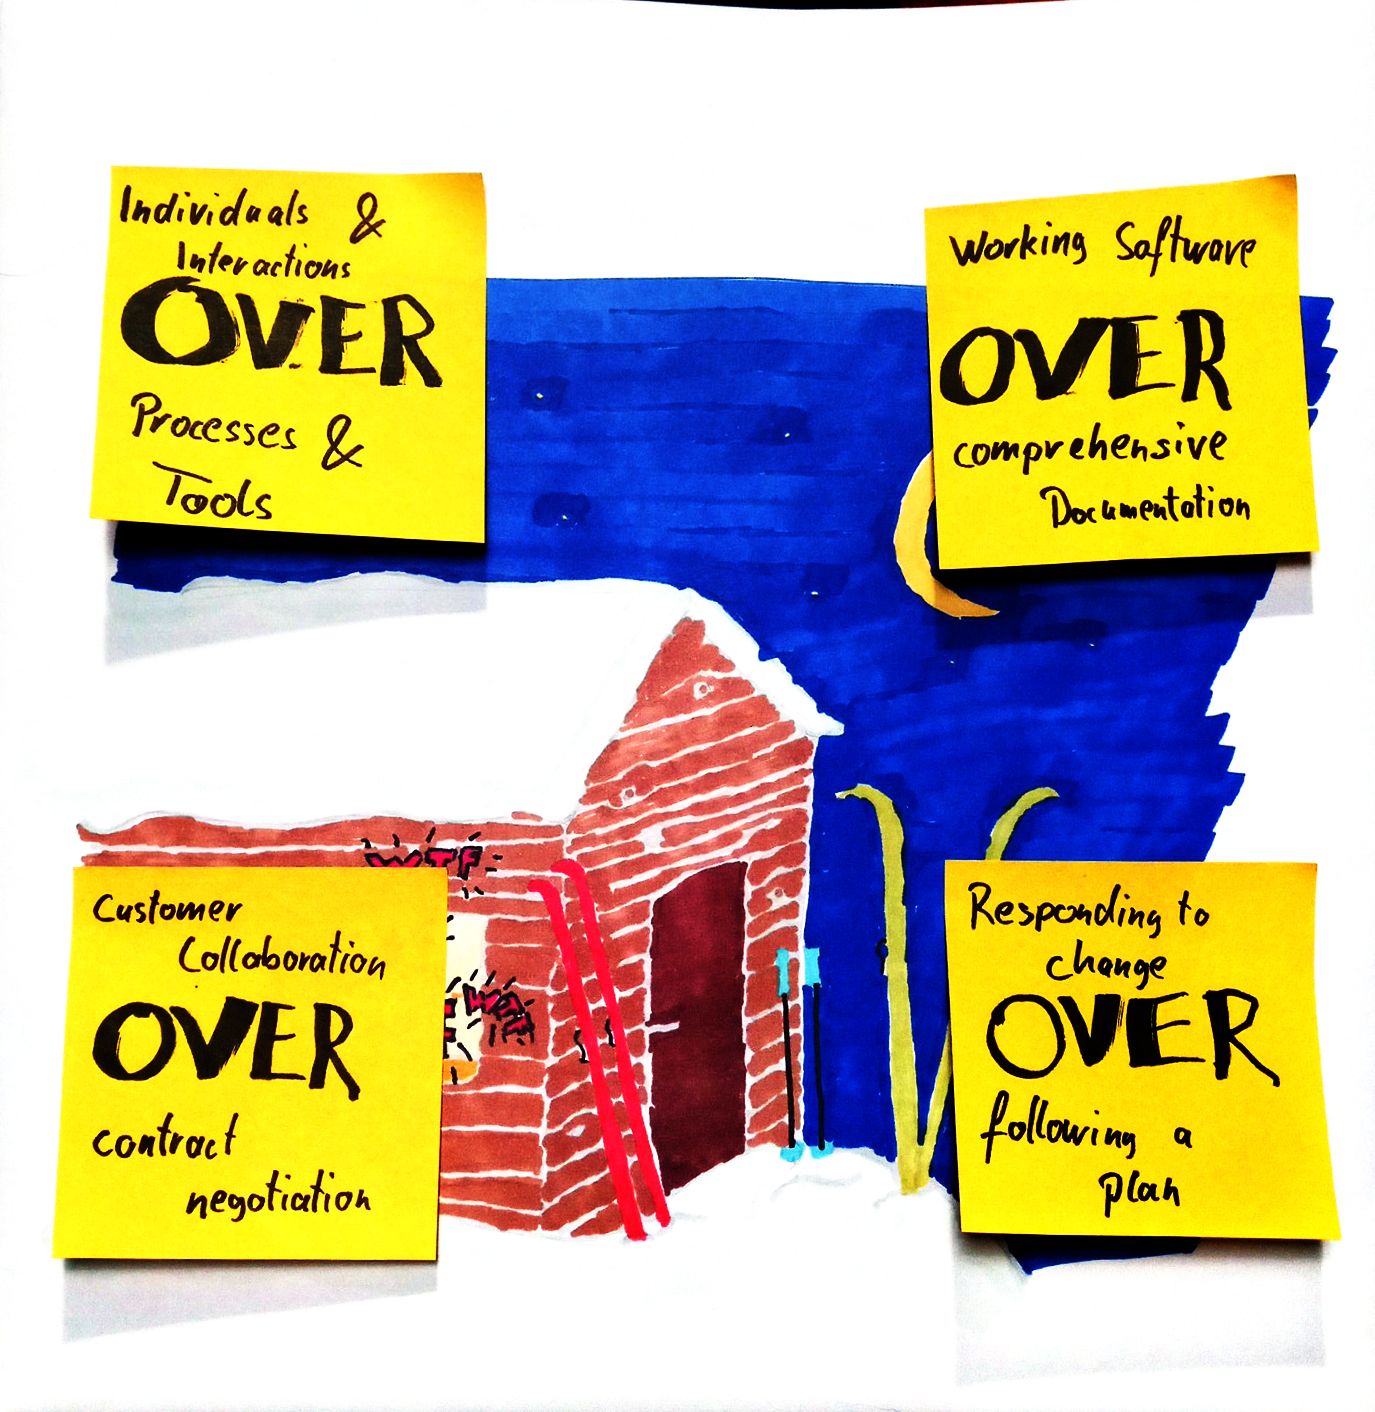 Individuals &
Interactions
OVER
Processes &
Tools
Working Software
OVER
comprehensive
Documentation
WTF
Customer
Collaboration
OVER
contract
negotiation
Responding to
change
OVER
following a
plan